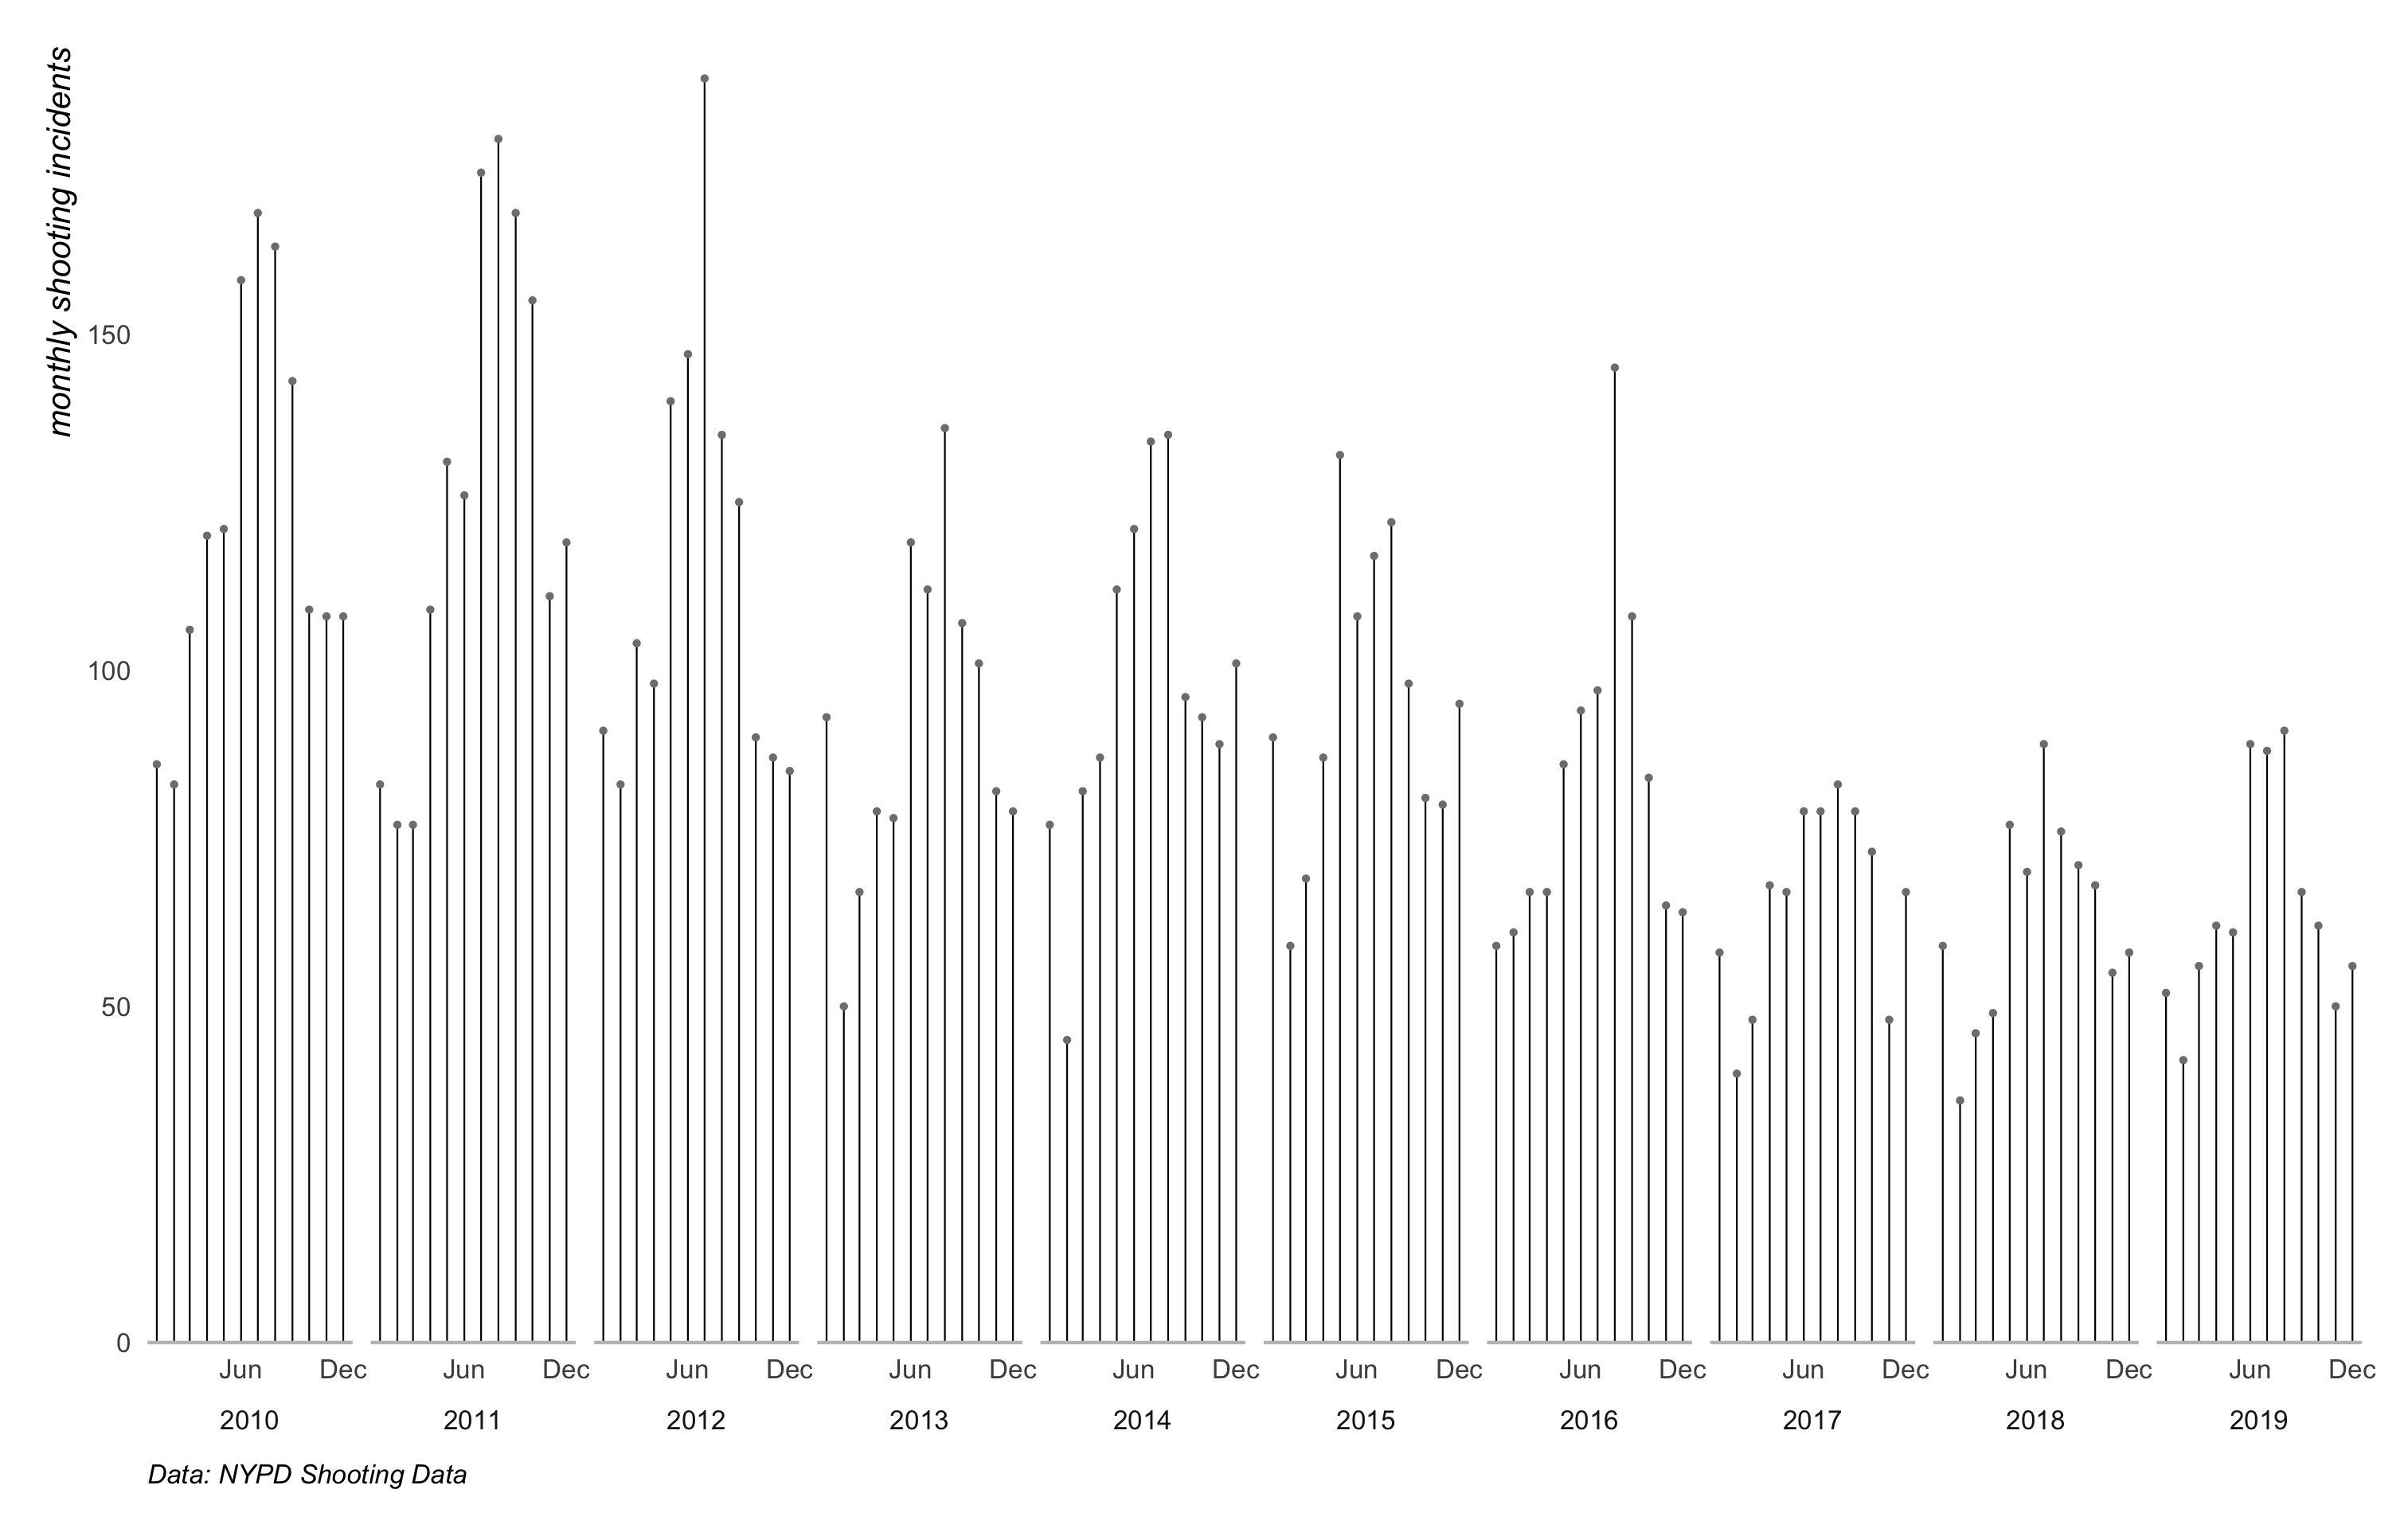 monthly shooting incidents
150
100
50
0
Jun Dec Jun Dec Jun Dec Jun Dec Jun Dec Jun Dec Jun Dec Jun Dec Jun Dec Jun Dec
2010 2011 2012 2013 2014 2015 2016 2017 2018 2019
Data: NYPD Shooting Data